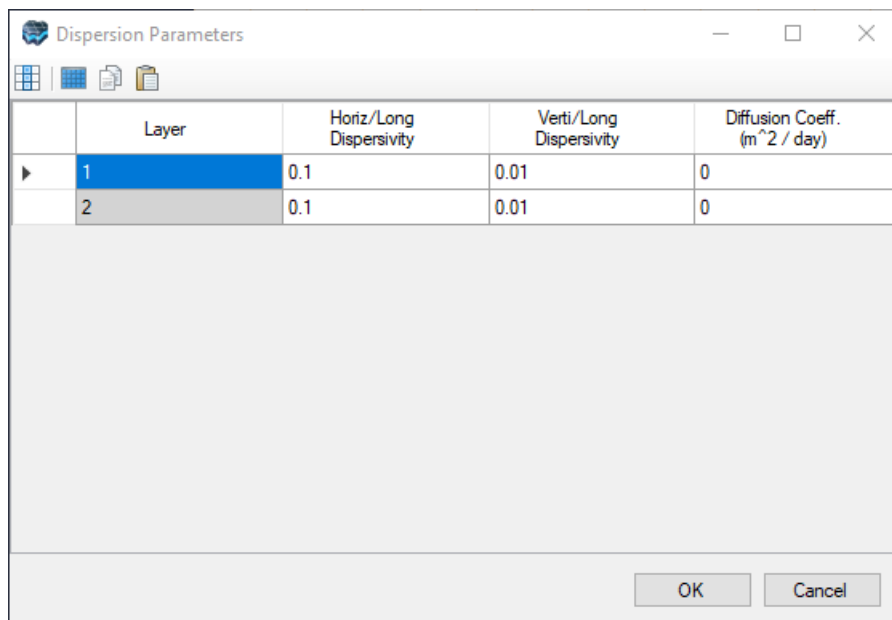 Dispersion Parameters
Layer
Horiz/Long
Dispersivity
Verti/Long
Dispersivity
Diffusion Coeff.
(m^2 / day)
1 0.1 0.01 0
2 0.1 0.01 0
OK Cancel